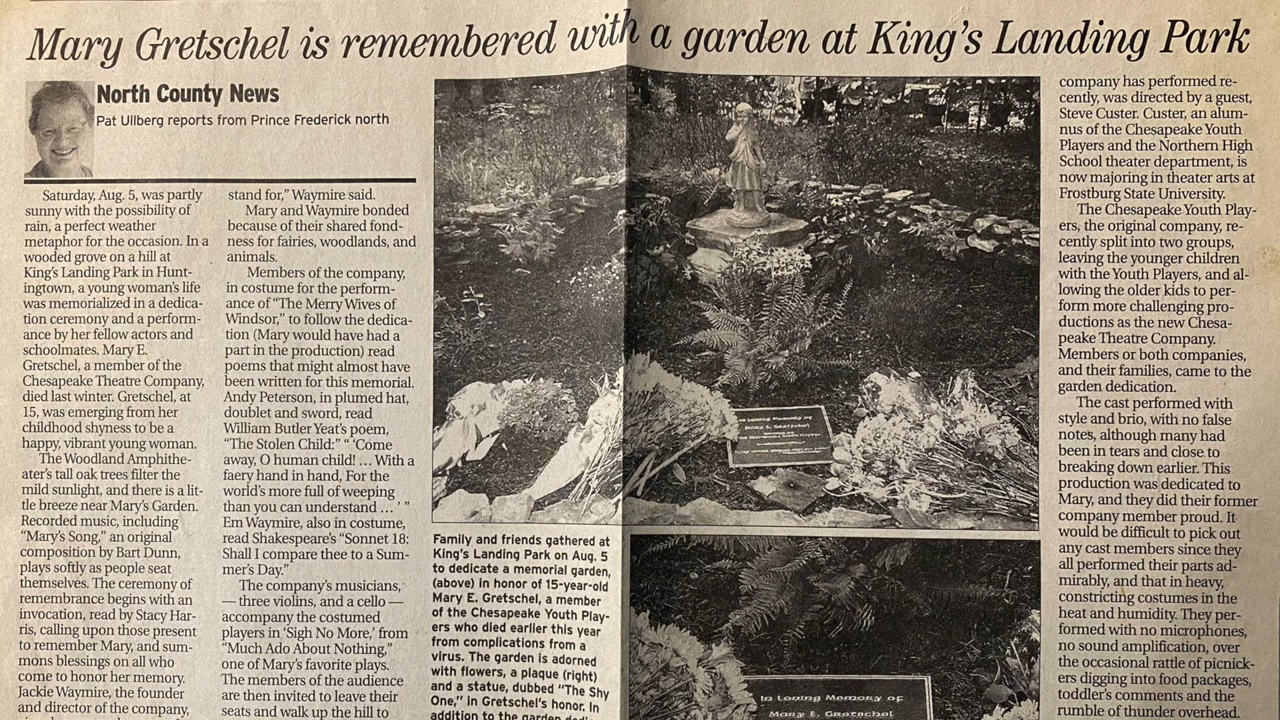 Mary Gretschel is remembered with a garden at King's Landing Park
North County News
Pat Ullberg reports from Prince Frederick north
Saturday, Aug. 5, was partly
sunny with the possibility of
rain, a perfect weather
metaphor for the occasion. In a
wooded grove on a hill at
King's Landing Park in Hunt-
ingtown, a young woman's life
was memorialized in a dedica-
tion ceremony and a perform-
ance by her fellow actors and
schoolmates. Mary E.
Gretschel, a member of the
Chesapeake Theatre Company,
died last winter. Gretschel, at
15, was emerging from her
childhood shyness to be a
happy, vibrant young woman.
The Woodland Amphithe-
ater's tall oak trees filter the
mild sunlight, and there is a lit-
tle breeze near Mary's Garden.
Recorded music, including
"Mary's Song," an original
composition by Bart Dunn,
plays softly as people seat
themselves. The ceremony of
remembrance begins with an
invocation, read by Stacy Har-
ris, calling upon those present
to remember Mary, and sum-
mons blessings on all who
come to honor her memory.
Jackie Waymire, the founder
and director of the company,
stand for," Waymire said.
Mary and Waymire bonded
because of their shared fond-
ness for fairies, woodlands, and
animals.
Members of the company,
in costume for the perform-
ance of "The Merry Wives of
Windsor," to follow the dedica-
tion (Mary would have had a
part in the production) read
poems that might almost have
been written for this memorial.
Andy Peterson, in plumed hat,
doublet and sword, read
William Butler Yeat's poem,
"The Stolen Child:" " 'Come
away, O human child! ... With a
faery hand in hand, For the
world's more full of weeping
than you can understand ... ' "
Em Waymire, also in costume,
read Shakespeare's "Sonnet 18:
Shall I compare thee to a Sum-
mer's Day."
The company's musicians,
— three violins, and a cello —
accompany the costumed
players in 'Sigh No More,' from
"Much Ado About Nothing,"
one of Mary's favorite plays.
The members of the audience
are then invited to leave their
seats and walk up the hill to
Family and friends gathered at
King's Landing Park on Aug. 5
to dedicate a memorial garden,
(above) in honor of 15-year-old
Mary E. Gretschel, a member
of the Chesapeake Youth Play-
ers who died earlier this year
from complications from a
virus. The garden is adorned
with flowers, a plaque (right)
and a statue, dubbed "The Shy
One," in Gretschel's honor. In
addition to the garden dedi-
In Loving Memory of
Mary E. Gretschel
In Loving Memory of
Mary E. Gretschel
company has performed re-
cently, was directed by a guest,
Steve Custer. Custer, an alum-
nus of the Chesapeake Youth
Players and the Northern High
School theater department, is
now majoring in theater arts at
Frostburg State University.
The Chesapeake Youth Play-
ers, the original company, re-
cently split into two groups,
leaving the younger children
with the Youth Players, and al-
lowing the older kids to per-
form more challenging pro-
ductions as the new Chesa-
peake Theatre Company.
Members or both companies,
and their families, came to the
garden dedication.
The cast performed with
style and brio, with no false
notes, although many had
been in tears and close to
breaking down earlier. This
production was dedicated to
Mary, and they did their former
company member proud. It
would be difficult to pick out
any cast members since they
all performed their parts ad-
mirably, and that in heavy,
constricting costumes in the
heat and humidity. They per-
formed with no microphones,
no sound amplification, over
the occasional rattle of picnick-
ers digging into food packages,
toddler's comments and the
rumble of thunder overhead.